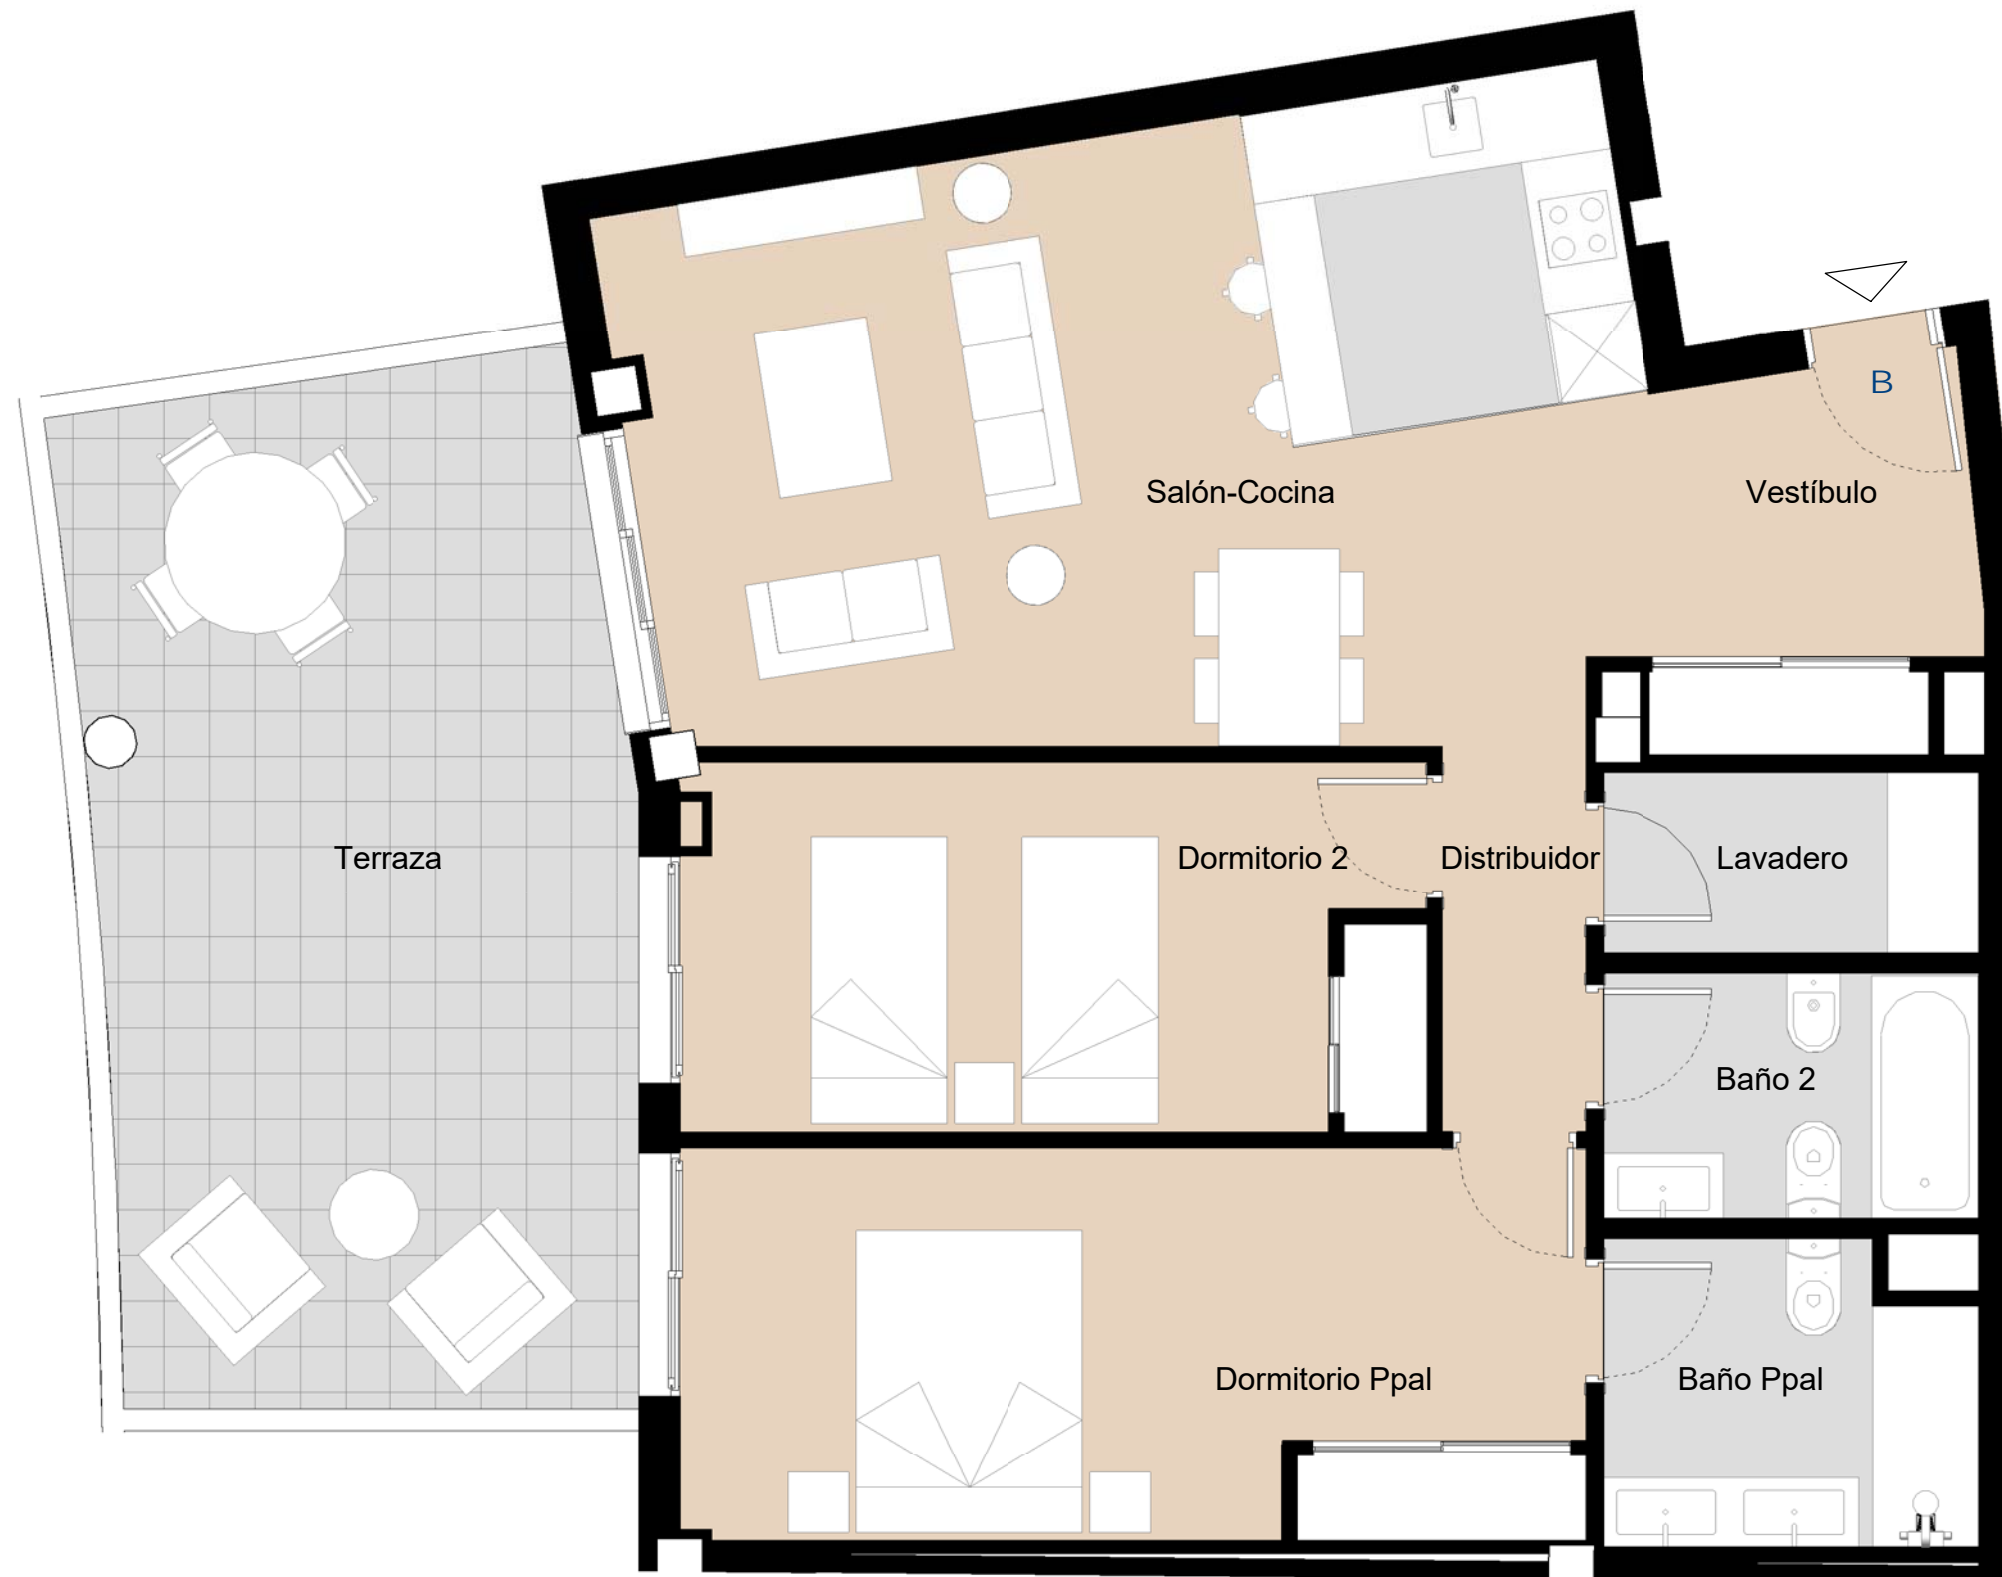 B
Salón-Cocina
Vestíbulo
Terraza
Dormitorio 2
Distribuidor
Lavadero
Baño 2
Dormitorio Ppal
Baño Ppal